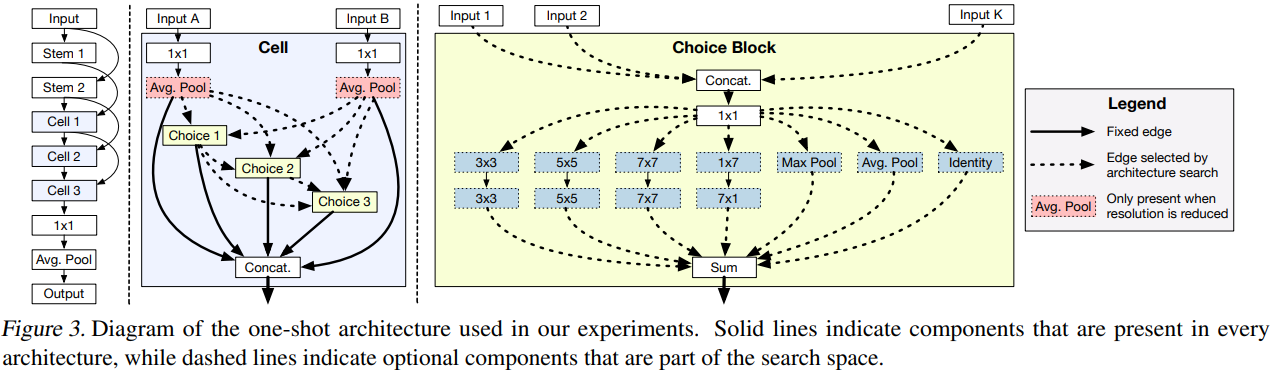 Input
Stem 1
Stem 2
Cell 1
Cell 2
Cell 3
1x1
Avg. Pool
Output
Input A
Input B
Cell
1x1
1x1
Avg. Pool
Avg. Pool
Choice 1
Choice 2
Choice 3
Concat.
Input 1
Input 2
Input K
Choice Block
Concat.
1x1
3x3
5x5
7x7
1x7
Max Pool
Avg. Pool
Identity
3x3
5x5
7x7
7x1
Sum
Legend
Fixed edge
Edge selected by
architecture search
Avg. Pool
Only present when
resolution is reduced
Figure 3. Diagram of the one-shot architecture used in our experiments. Solid lines indicate components that are present in every
architecture, while dashed lines indicate optional components that are part of the search space.